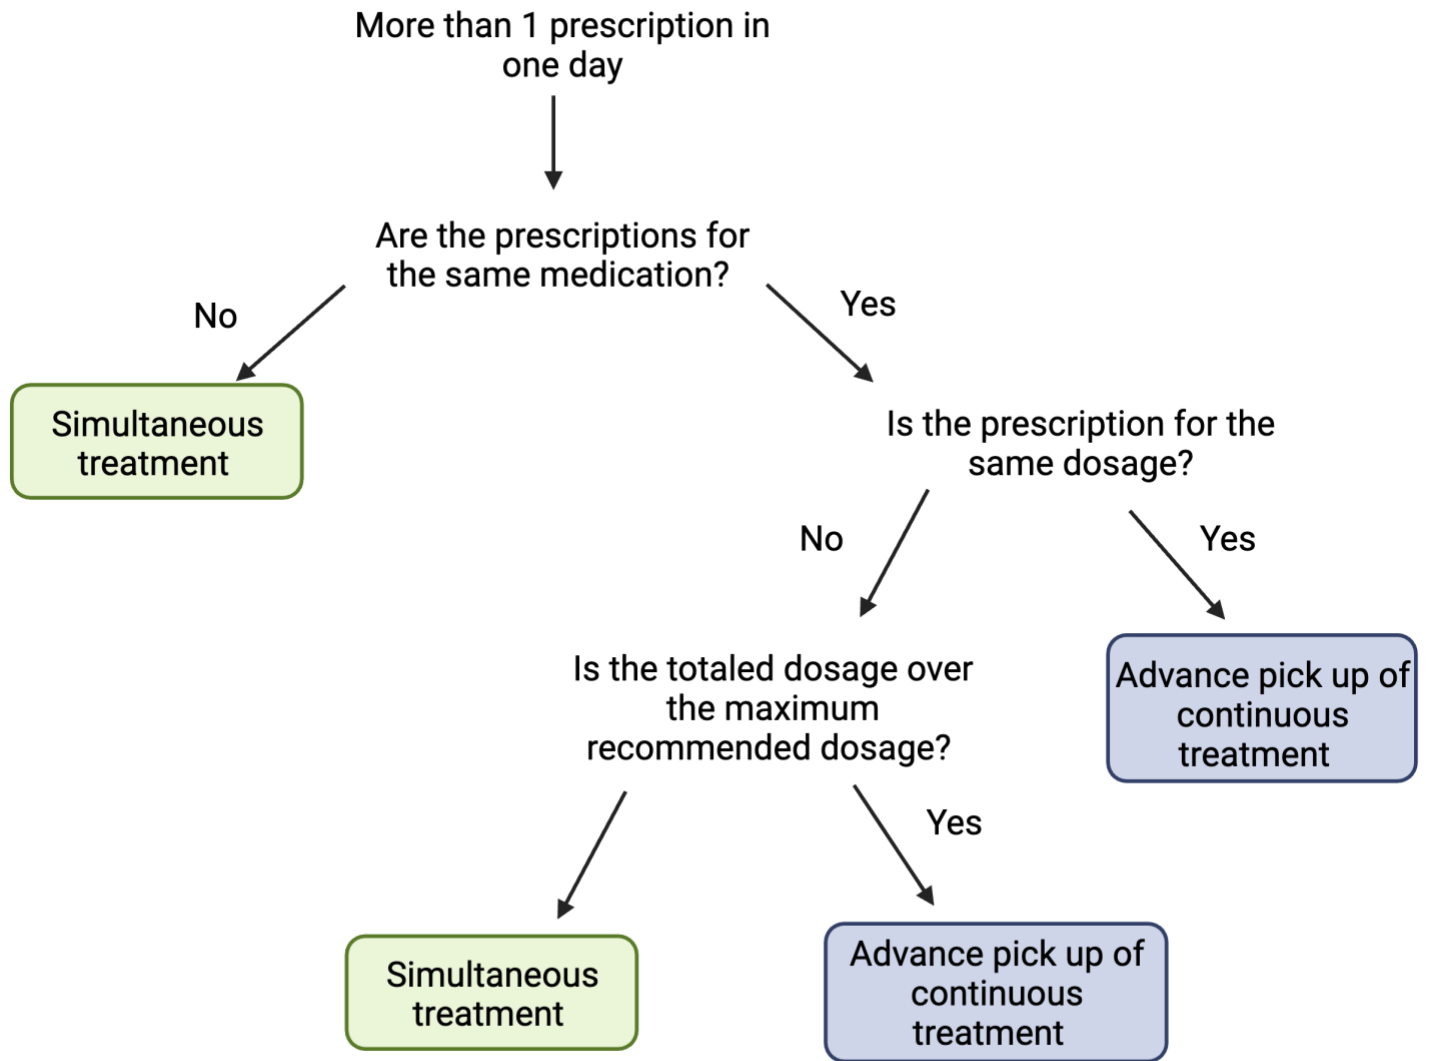 More than 1 prescription in
one day
Are the prescriptions for
the same medication?
No
Yes
Simultaneous
treatment
Is the prescription for the
same dosage?
No
Yes
Is the totaled dosage over
the maximum
recommended dosage?
Advance pick up of
continuous
treatment
Yes
Simultaneous
treatment
Advance pick up of
continuous
treatment